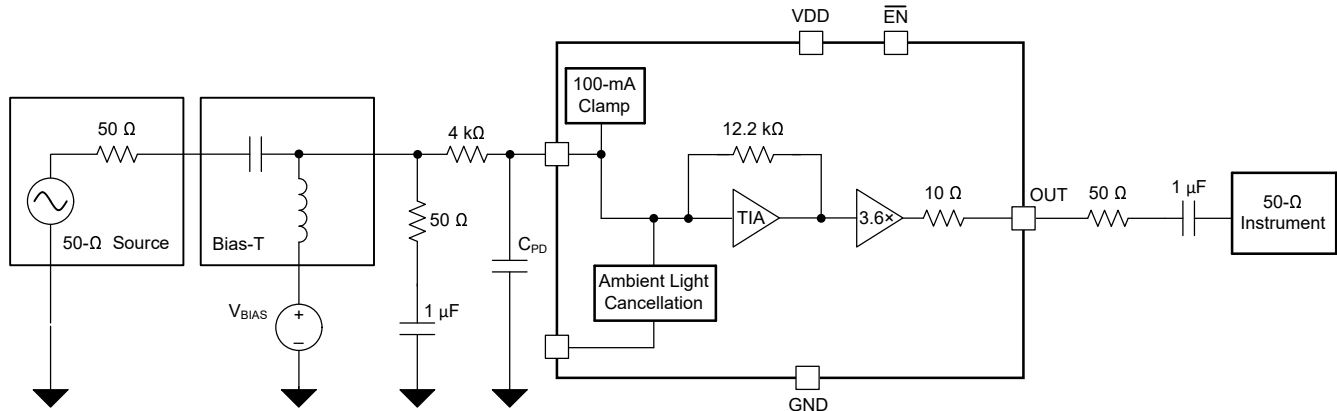 VDD
EN
100-mA
Clamp
50 Ω
4 kΩ
12.2 kΩ
50 Ω
TIA
3.6×
10 Ω
OUT
50 Ω
1 µF
50-Ω
Instrument
50-Ω Source
Bias-T
CPD
Ambient Light
Cancellation
VBIAS
+
–
1 µF
GND